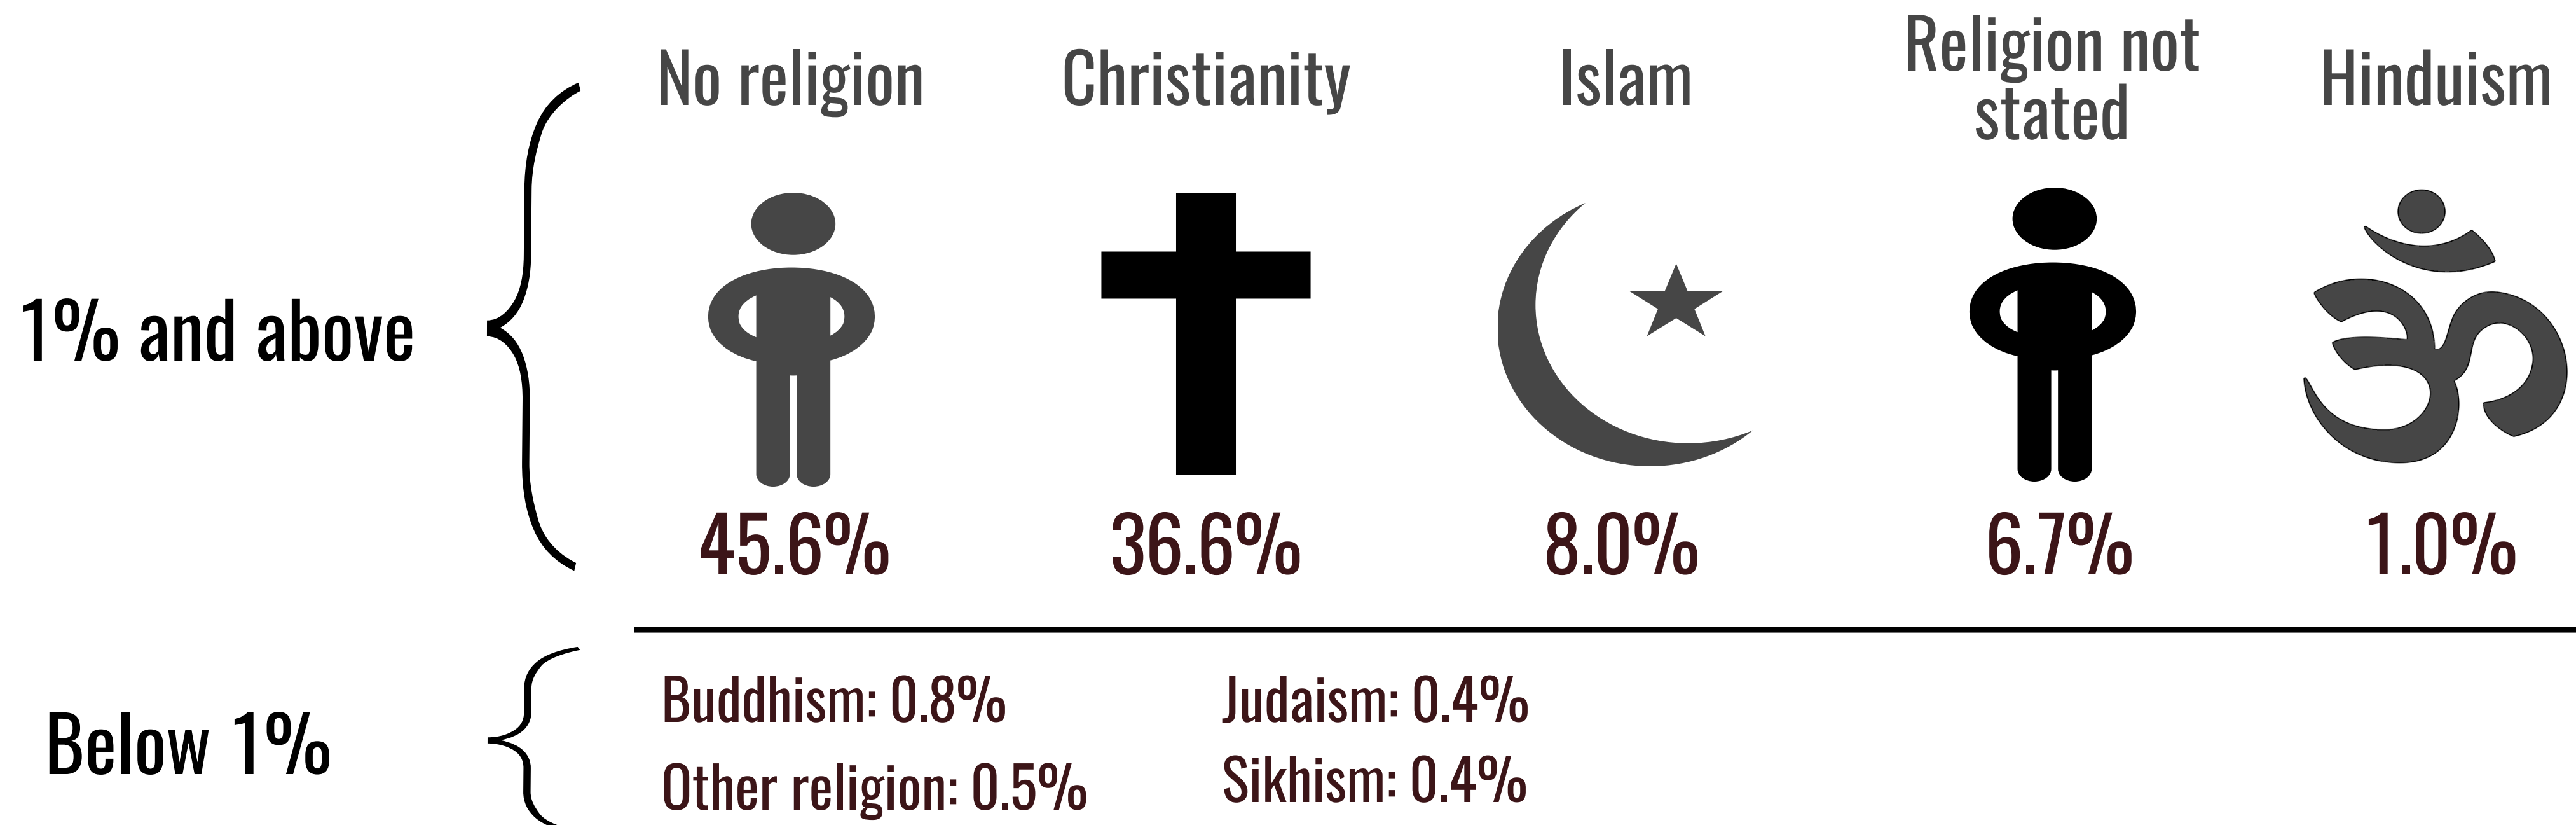 No religion
Christianity
Islam
Religion not
stated
Hinduism
1% and above
45.6%
36.6%
8.0%
6.7%
1.0%
Below 1%
Buddhism: 0.8%
Judaism: 0.4%
Other religion: 0.5%
Sikhism: 0.4%